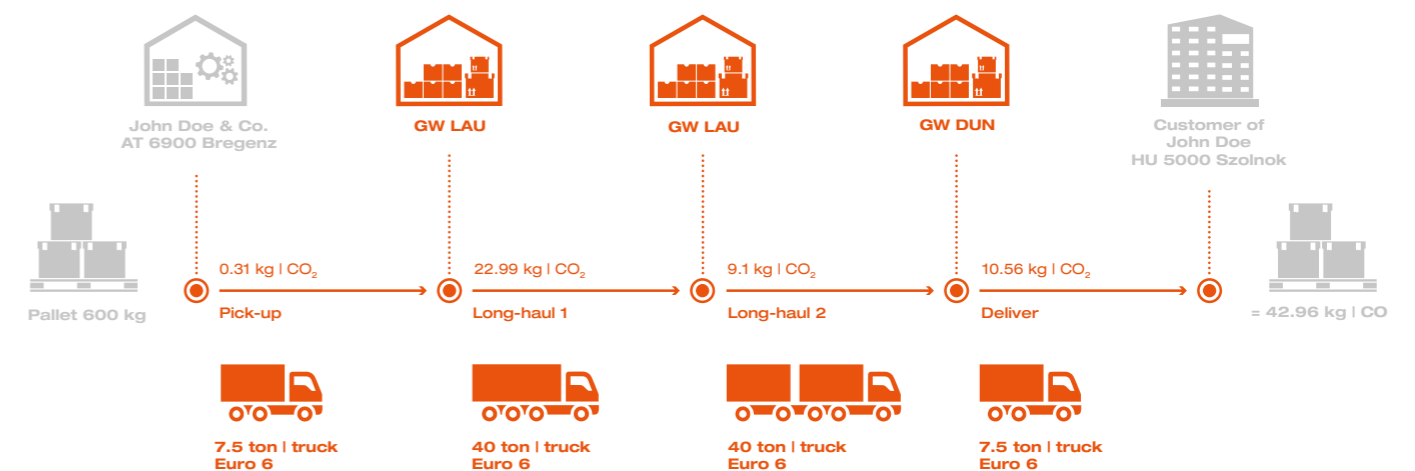 John Doe & Co.
AT 6900 Bregenz
GW LAU
GW LAU
GW DUN
Customer of
John Doe
HU 5000 Szolnok
Pallet 600 kg
0.31 kg | CO₂
Pick-up
22.99 kg | CO₂
Long-haul 1
9.1 kg | CO₂
Long-haul 2
10.56 kg | CO₂
Deliver
= 42.96 kg | CO
7.5 ton | truck
Euro 6
40 ton | truck
Euro 6
40 ton | truck
Euro 6
7.5 ton | truck
Euro 6